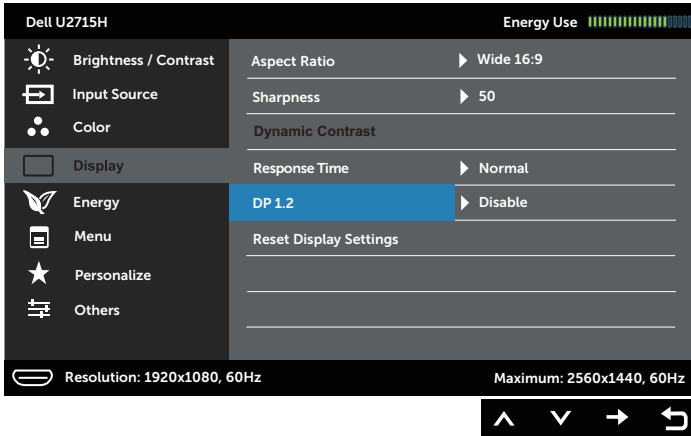 Dell U2715H Energy Use
Brightness / Contrast Aspect Ratio Wide 16:9
Input Source Sharpness 50
Color Dynamic Contrast
Display Response Time Normal
Energy DP 1.2 Disable
Menu Reset Display Settings
Personalize
Others
Resolution: 1920x1080, 60Hz Maximum: 2560x1440, 60Hz